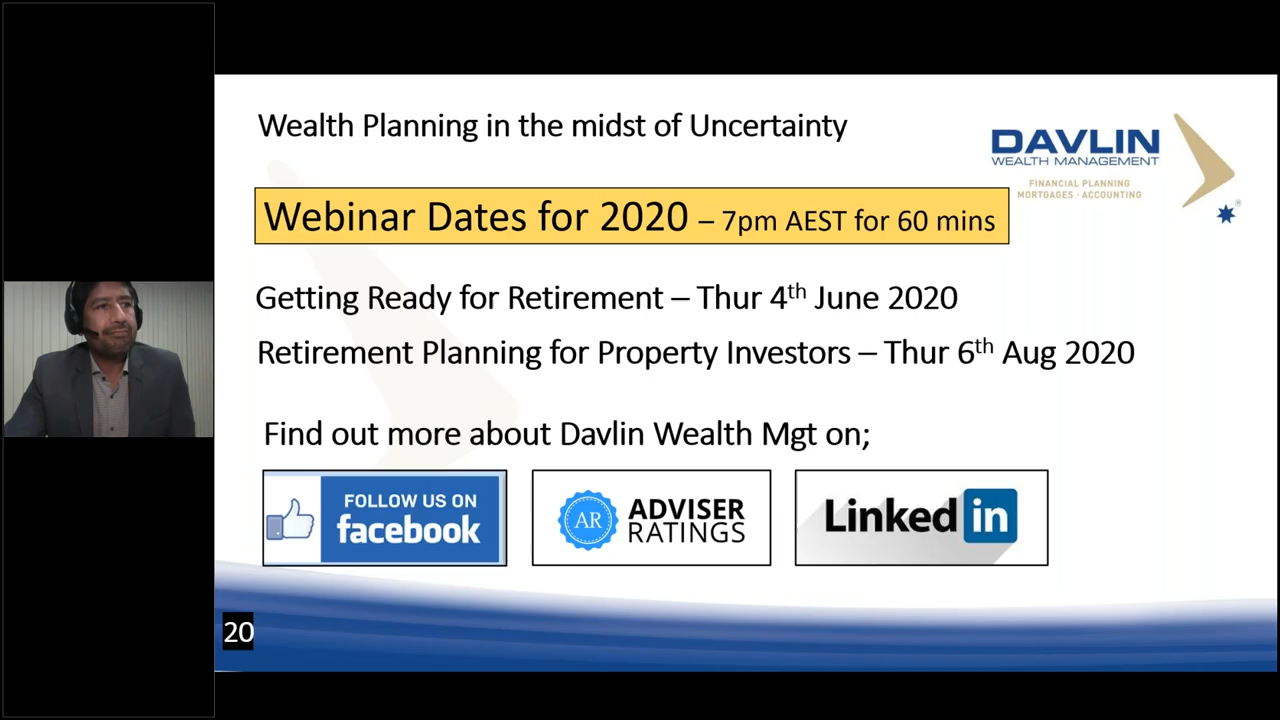 Wealth Planning in the midst of Uncertainty
DAVLIN
WEALTH MANAGEMENT
FINANCIAL PLANNING
MORTGAGES · ACCOUNTING
®
Webinar Dates for 2020 – 7pm AEST for 60 mins
Getting Ready for Retirement – Thur 4th June 2020
Retirement Planning for Property Investors – Thur 6th Aug 2020
Find out more about Davlin Wealth Mgt on;
FOLLOW US ON
facebook
AR
ADVISER
RATINGS
Linked in
20